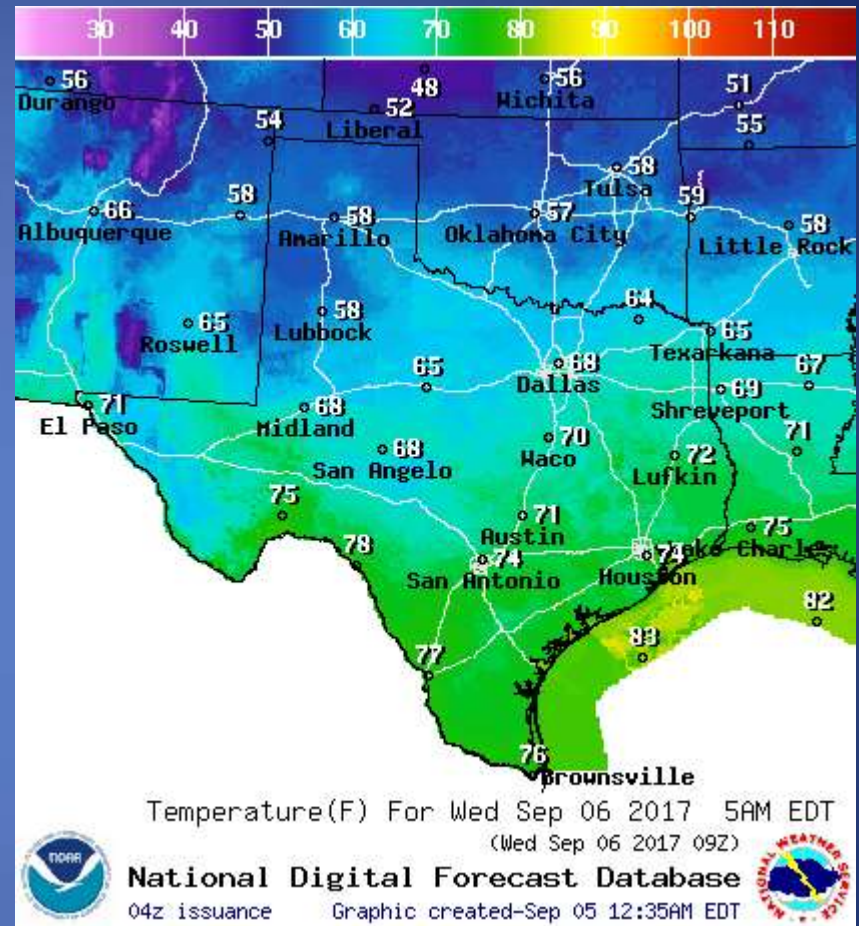 30 40 50 60 70 80 90 100 110
56 48 56 51
Durango Wichita
52
Liberal
54 55
58
Tulsa
66 58 58 57 59 58
Albuquerque Amarillo Oklahoma City Little Rock
65 58 64 65
Roswell Lubbock Texarkana
65 68 69 67
Dallas Shreveport
71 68
El Paso Midland
68 70 72 71
San Angelo Waco Lufkin
75 71 75
Austin
78 74 74 Lake Charles
San Antonio Houston
83 82
77
76
Brownsville
Temperature(F) For Wed Sep 06 2017 5AM EDT
(Wed Sep 06 2017 09Z)
NOAA
National Digital Forecast Database
04z issuance Graphic created-Sep 05 12:35AM EDT
NATIONAL WEATHER SERVICE